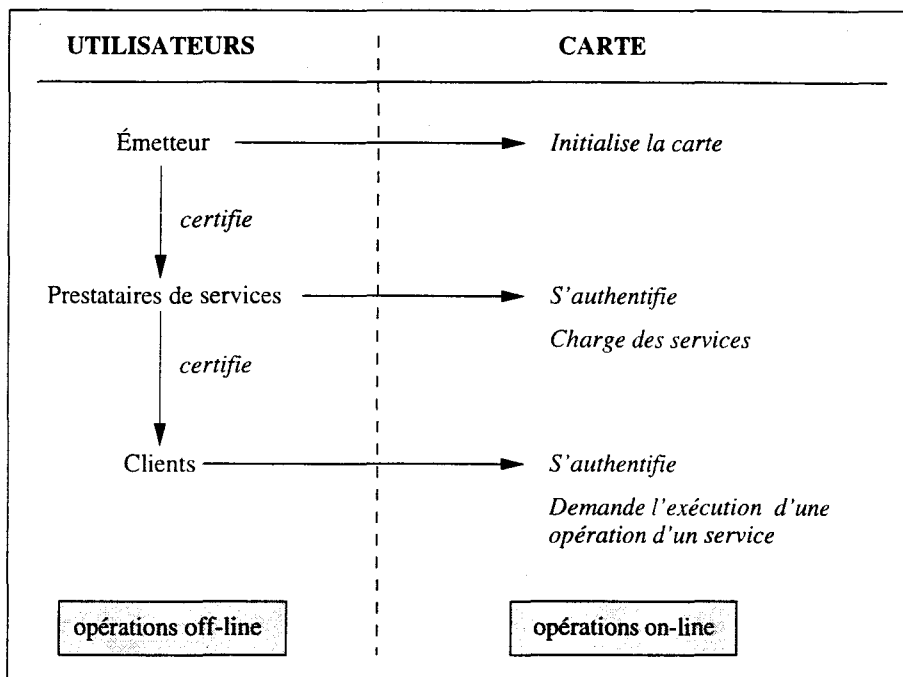 UTILISATEURS CARTE
Émetteur Initialise la carte
certifie
Prestataires de services S'authentifie
Charge des services
certifie
Clients S'authentifie
Demande l'exécution d'une
opération d'un service
opérations off-line opérations on-line